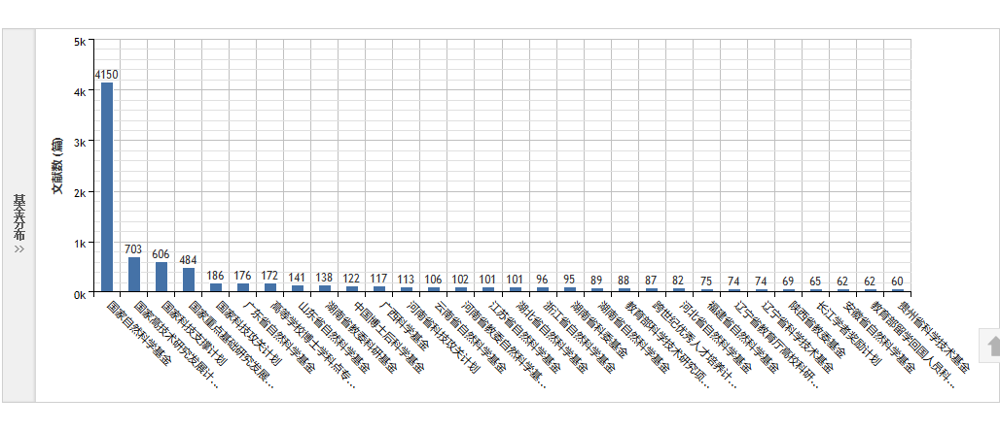 基金分布
>>
文献数 (篇)
5k
4k
3k
2k
1k
0k
4150
703
606
484
186
176
172
141
138
122
117
113
106
102
101
101
96
95
89
88
87
82
75
74
74
69
65
62
62
60
国家自然科学基金
国家高技术研究发展计…
国家科技支撑计划
国家重点基础研究发展…
国家科技攻关计划
广东省自然科学基金
高等学校博士学科点专…
山东省自然科学基金
湖南省教委科研基金
中国博士后科学基金
广西科学基金
河南省科技攻关计划
云南省自然科学基金
河南省教委自然科学基…
江苏省自然科学基金
湖北省自然科学基金
浙江省自然科学基金
湖南省科委基金
湖南省自然科学基金
教育部科学技术研究项…
跨世纪优秀人才培养计…
河北省自然科学基金
福建省自然科学基金
辽宁省教育厅高校科研…
辽宁省科学技术基金
陕西省教委基金
长江学者奖励计划
安徽省自然科学基金
教育部留学回国人员科…
贵州省科学技术基金